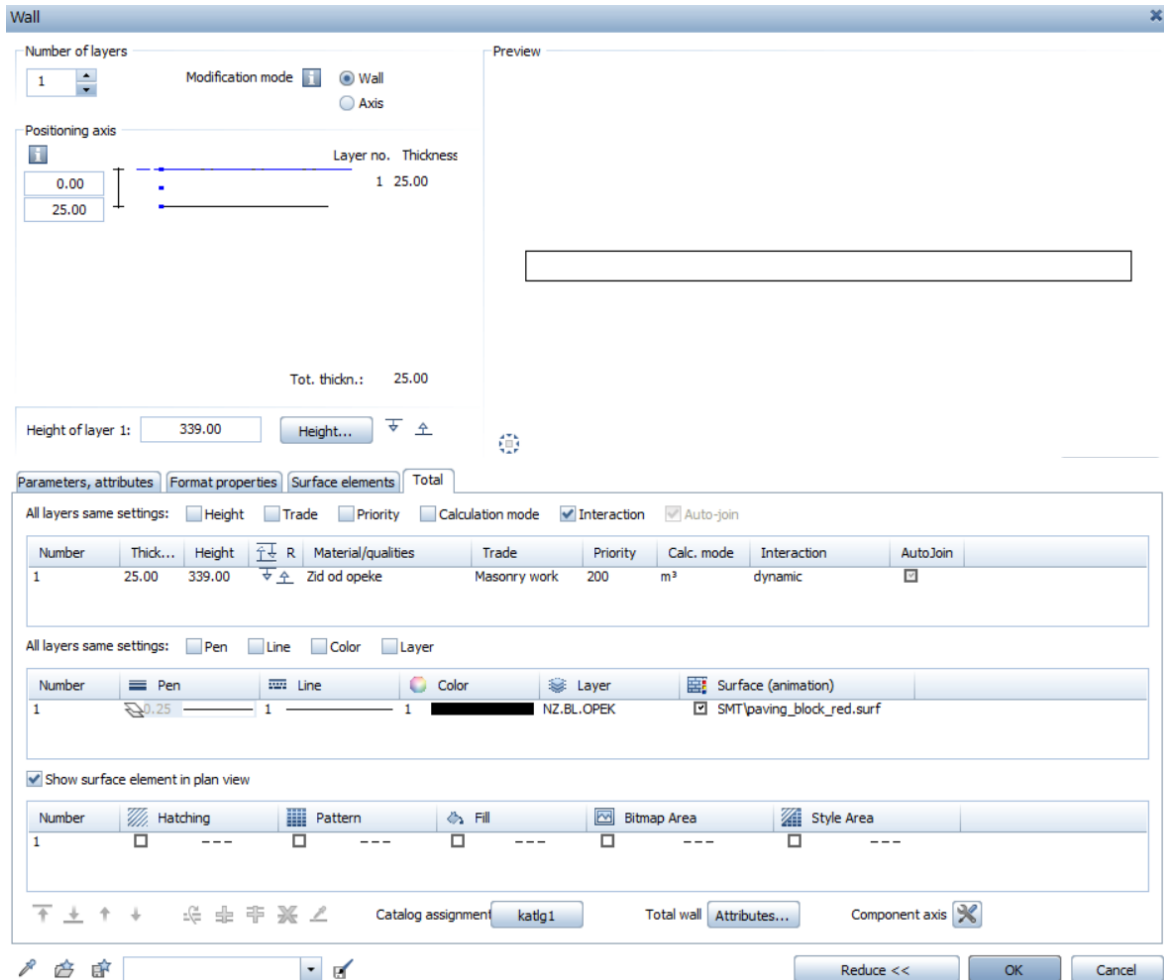 Wall
Number of layers
1
Modification mode
Wall
Axis
Preview
Positioning axis
Layer no. Thickness
0.00
1 25.00
25.00
Tot. thickn.: 25.00
Height of layer 1: 339.00 Height...
Parameters, attributes Format properties Surface elements Total
All layers same settings: Height Trade Priority Calculation mode Interaction Auto-join
Number Thick... Height R Material/qualities Trade Priority Calc. mode Interaction AutoJoin
1 25.00 339.00 Zid od opeke Masonry work 200 m³ dynamic
All layers same settings: Pen Line Color Layer
Number Pen Line Color Layer Surface (animation)
1 0.25 1 1 NZ.BL.OPEK SMT\paving_block_red.surf
Show surface element in plan view
Number Hatching Pattern Fill Bitmap Area Style Area
1 --- --- --- --- ---
Catalog assignment katlg1 Total wall Attributes... Component axis
Reduce << OK Cancel